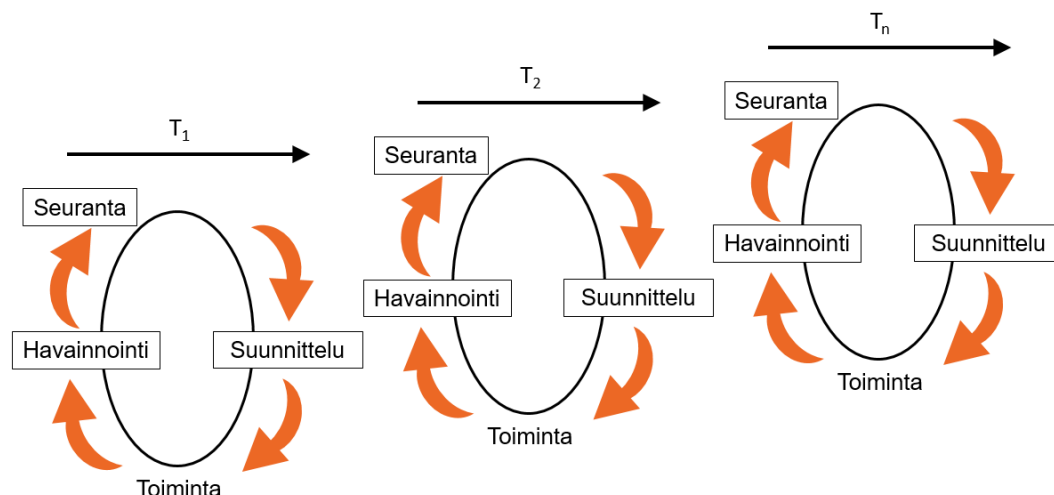 T1
Seuranta
Havainnointi
Suunnittelu
Toiminta
T2
Seuranta
Havainnointi
Suunnittelu
Toiminta
Tn
Seuranta
Havainnointi
Suunnittelu
Toiminta